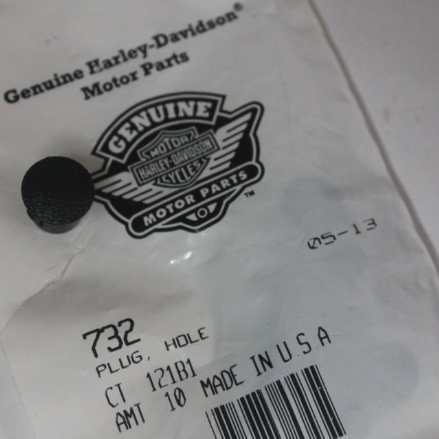 Genuine Harley-Davidson®
Motor Parts
GENUINE
MOTOR
HARLEY-DAVIDSON
CYCLES
MOTOR PARTS
™
05-13
732
PLUG, HOLE
CT 12181
AMT 10 MADE IN U S A